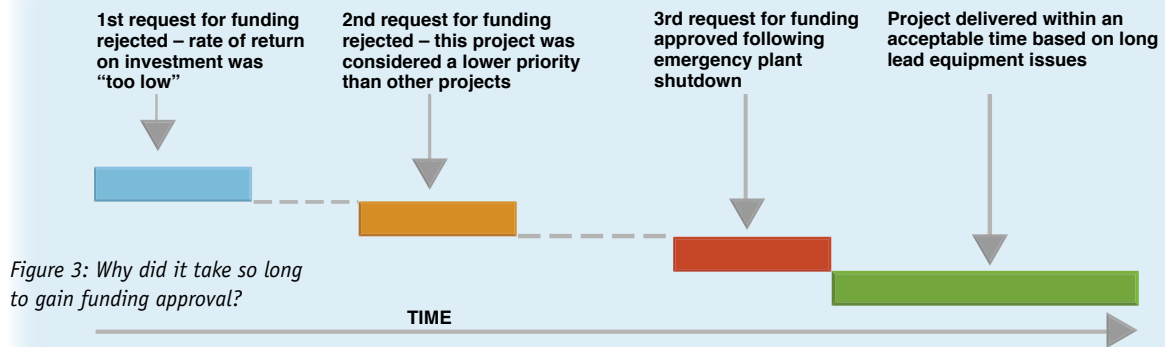 1st request for funding
rejected – rate of return
on investment was
“too low”
2nd request for funding
rejected – this project was
considered a lower priority
than other projects
3rd request for funding
approved following
emergency plant
shutdown
Project delivered within an
acceptable time based on long
lead equipment issues
Figure 3: Why did it take so long
to gain funding approval?
TIME